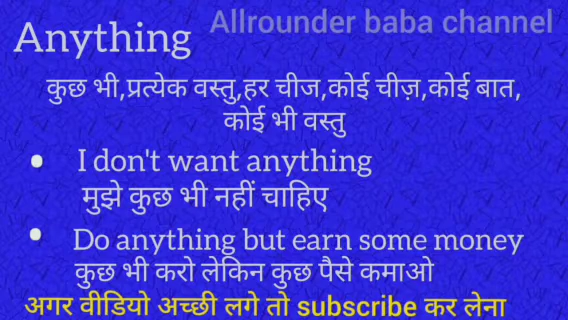 Allrounder baba channel
Anything
कुछ भी,प्रत्येक वस्तु,हर चीज,कोई चीज़,कोई बात,
कोई भी वस्तु
● I don't want anything
मुझे कुछ भी नहीं चाहिए
● Do anything but earn some money
कुछ भी करो लेकिन कुछ पैसे कमाओ
अगर वीडियो अच्छी लगे तो subscribe कर लेना